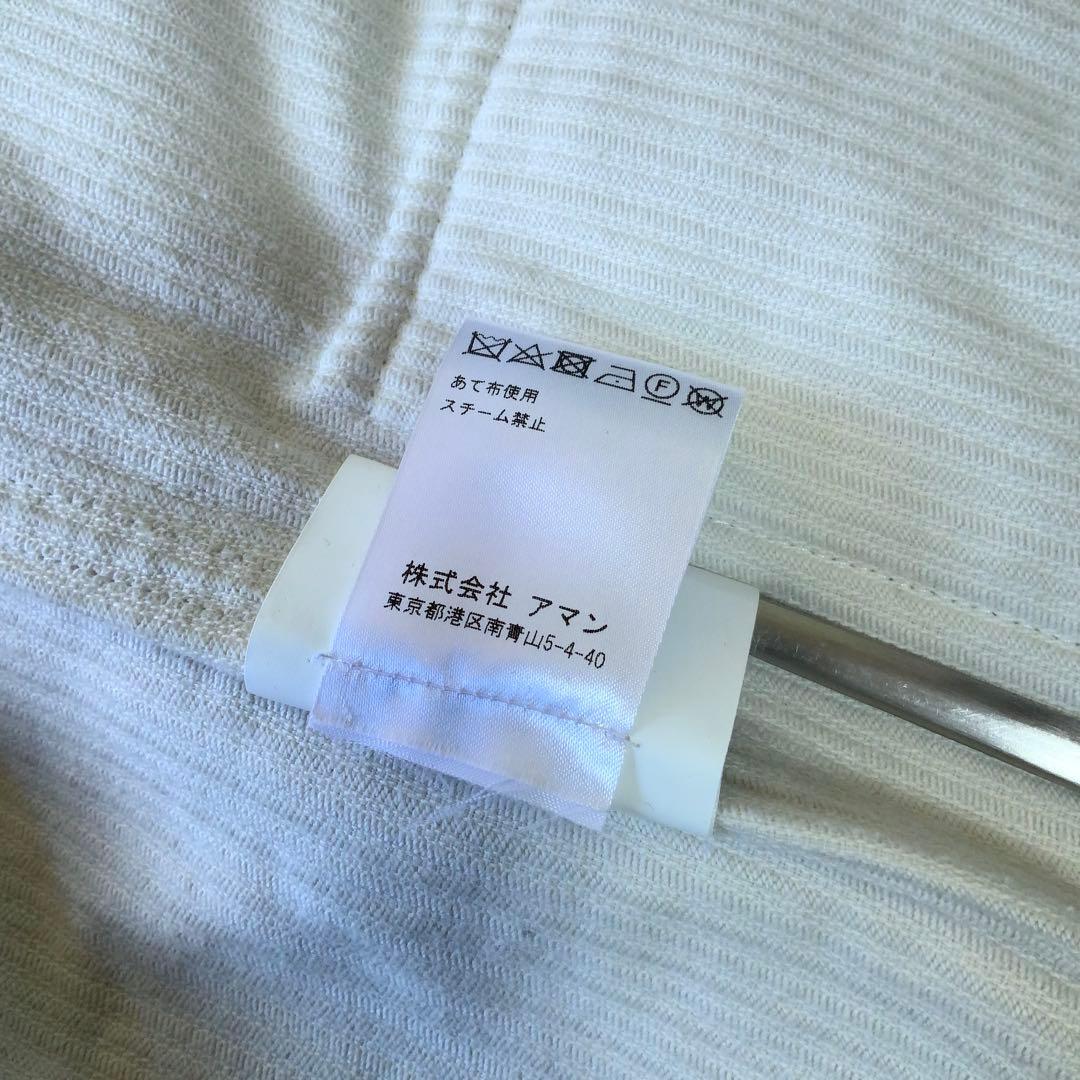 F W
あて布使用
スチーム禁止
株式会社 アマン
東京都港区南青山5-4-40